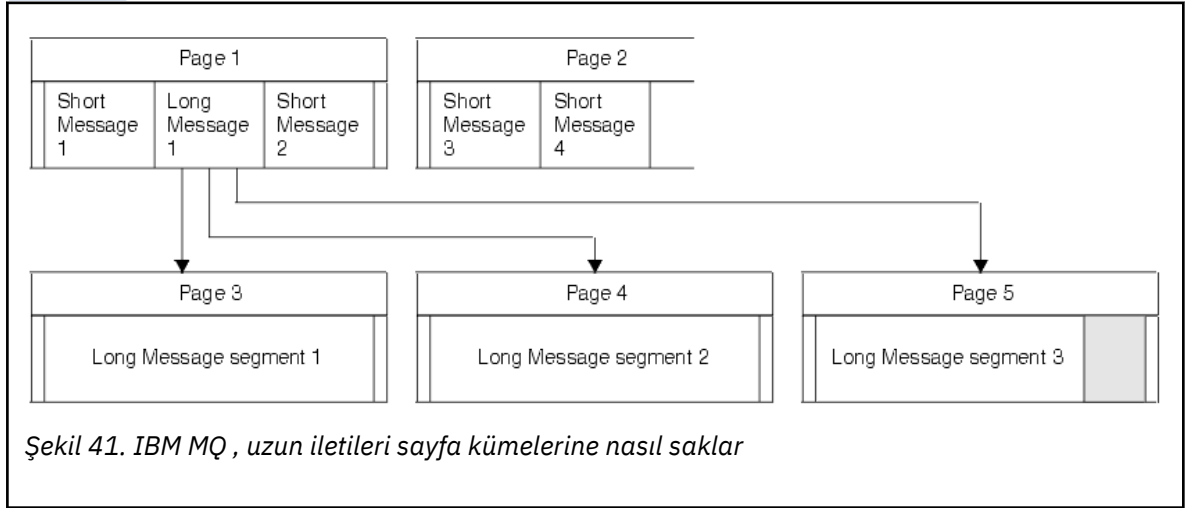 Page 1
Page 2
Short
Message
1
Long
Message
1
Short
Message
2
Short
Message
3
Short
Message
4
Page 3
Page 4
Page 5
Long Message segment 1
Long Message segment 2
Long Message segment 3
Şekil 41. IBM MQ , uzun iletileri sayfa kümelerine nasıl saklar